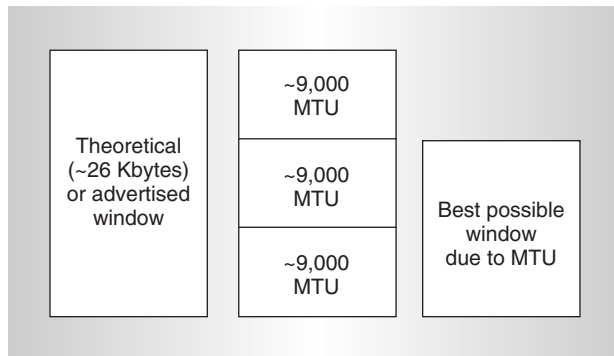 Theoretical
(~26 Kbytes)
or advertised
window
~9,000
MTU
~9,000
MTU
~9,000
MTU
Best possible
window
due to MTU